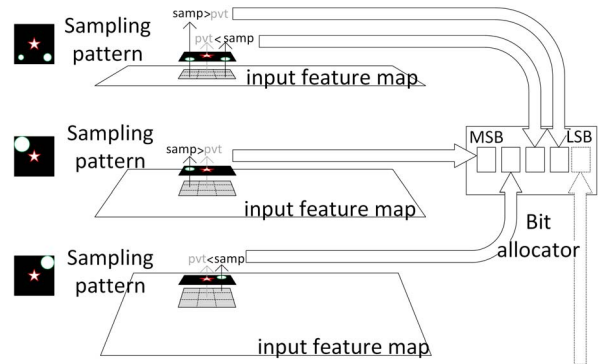 Sampling
pattern
samp>pvt
pvt<samp
input feature map
MSB LSB
Sampling
pattern
samp>pvt
input feature map
Bit
allocator
Sampling
pattern
pvt<samp
input feature map